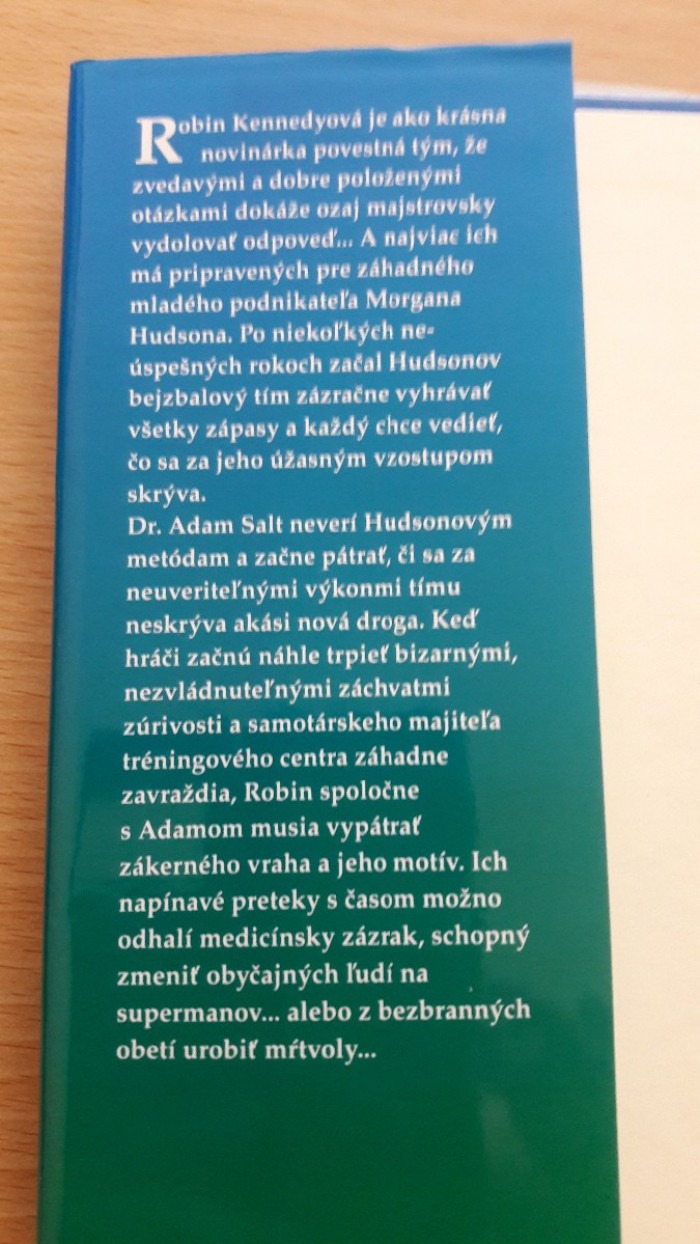 Robin Kennedyová je ako krásna
novinárka povestná tým, že
zvedavými a dobre položenými
otázkami dokáže ozaj majstrovsky
vydolovať odpoveď... A najviac ich
má pripravených pre záhadného
mladého podnikateľa Morgana
Hudsona. Po niekoľkých ne-
úspešných rokoch začal Hudsonov
bejzbalový tím zázračne vyhrávať
všetky zápasy a každý chce vedieť,
čo sa za jeho úžasným vzostupom
skrýva.
Dr. Adam Salt neverí Hudsonovým
metódam a začne pátrať, či sa za
neuveriteľnými výkonmi tímu
neskrýva akási nová droga. Keď
hráči začnú náhle trpieť bizarnými,
nezvládnuteľnými záchvatmi
zúrivosti a samotárskeho majiteľa
tréningového centra záhadne
zavraždia, Robin spoločne
s Adamom musia vypátrať
zákerného vraha a jeho motív. Ich
napínavé preteky s časom možno
odhalí medicínsky zázrak, schopný
zmeniť obyčajných ľudí na
supermanov... alebo z bezbranných
obetí urobiť mŕtvoly...